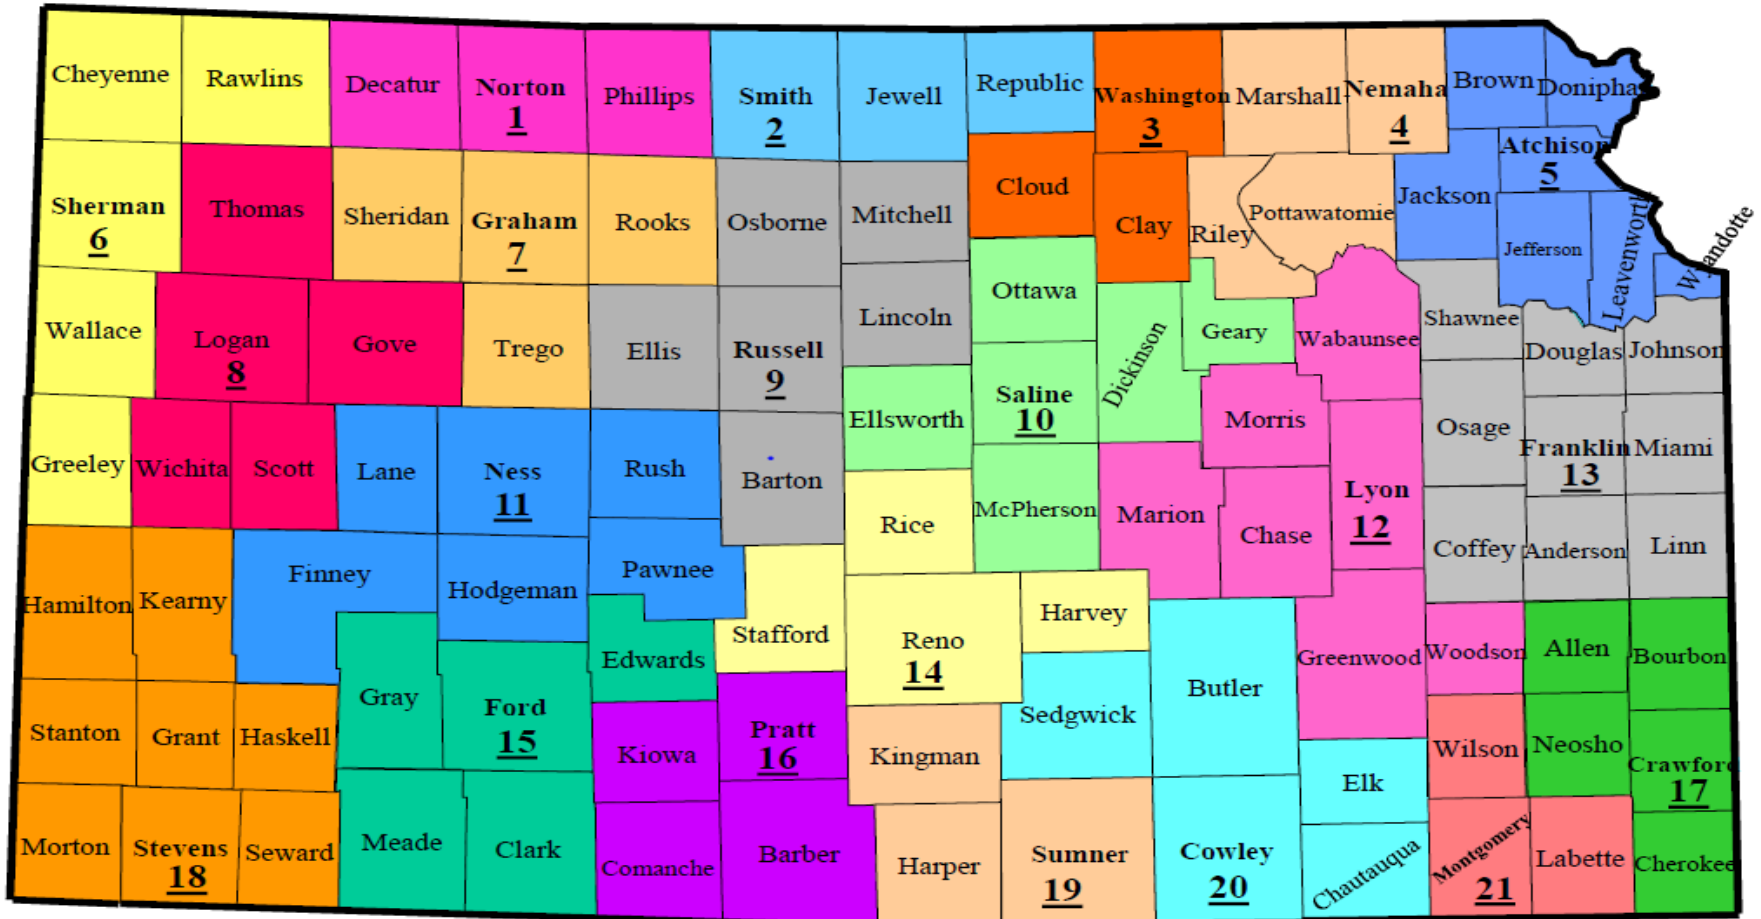 Cheyenne
Rawlins
Decatur
Norton
1
Phillips
Smith
2
Jewell
Republic
Washington
3
Marshall
Nemaha
4
Brown
Donipha
Sherman
6
Thomas
Sheridan
Graham
7
Rooks
Osborne
Mitchell
Cloud
Clay
Riley
Pottawatomie
Jackson
Atchison
5
Jefferson
Leavenworth
Wyandotte
Wallace
Logan
8
Gove
Trego
Ellis
Russell
9
Lincoln
Ottawa
Dickinson
Geary
Wabaunsee
Shawnee
Douglas
Johnson
Greeley
Wichita
Scott
Lane
Ness
11
Rush
Barton
Ellsworth
Saline
10
Morris
Osage
Franklin
13
Miami
Hamilton
Kearny
Finney
Hodgeman
Pawnee
Stafford
Rice
McPherson
Marion
Chase
Lyon
12
Coffey
Anderson
Linn
Stanton
Grant
Haskell
Gray
Ford
15
Edwards
Kiowa
Pratt
16
Reno
14
Harvey
Kingman
Sedgwick
Butler
Greenwood
Woodson
Allen
Bourbon
Elk
Wilson
Neosho
Crawford
17
Morton
Stevens
18
Seward
Meade
Clark
Comanche
Barber
Harper
Sumner
19
Cowley
20
Chautauqua
Montgomery
21
Labette
Cherokee